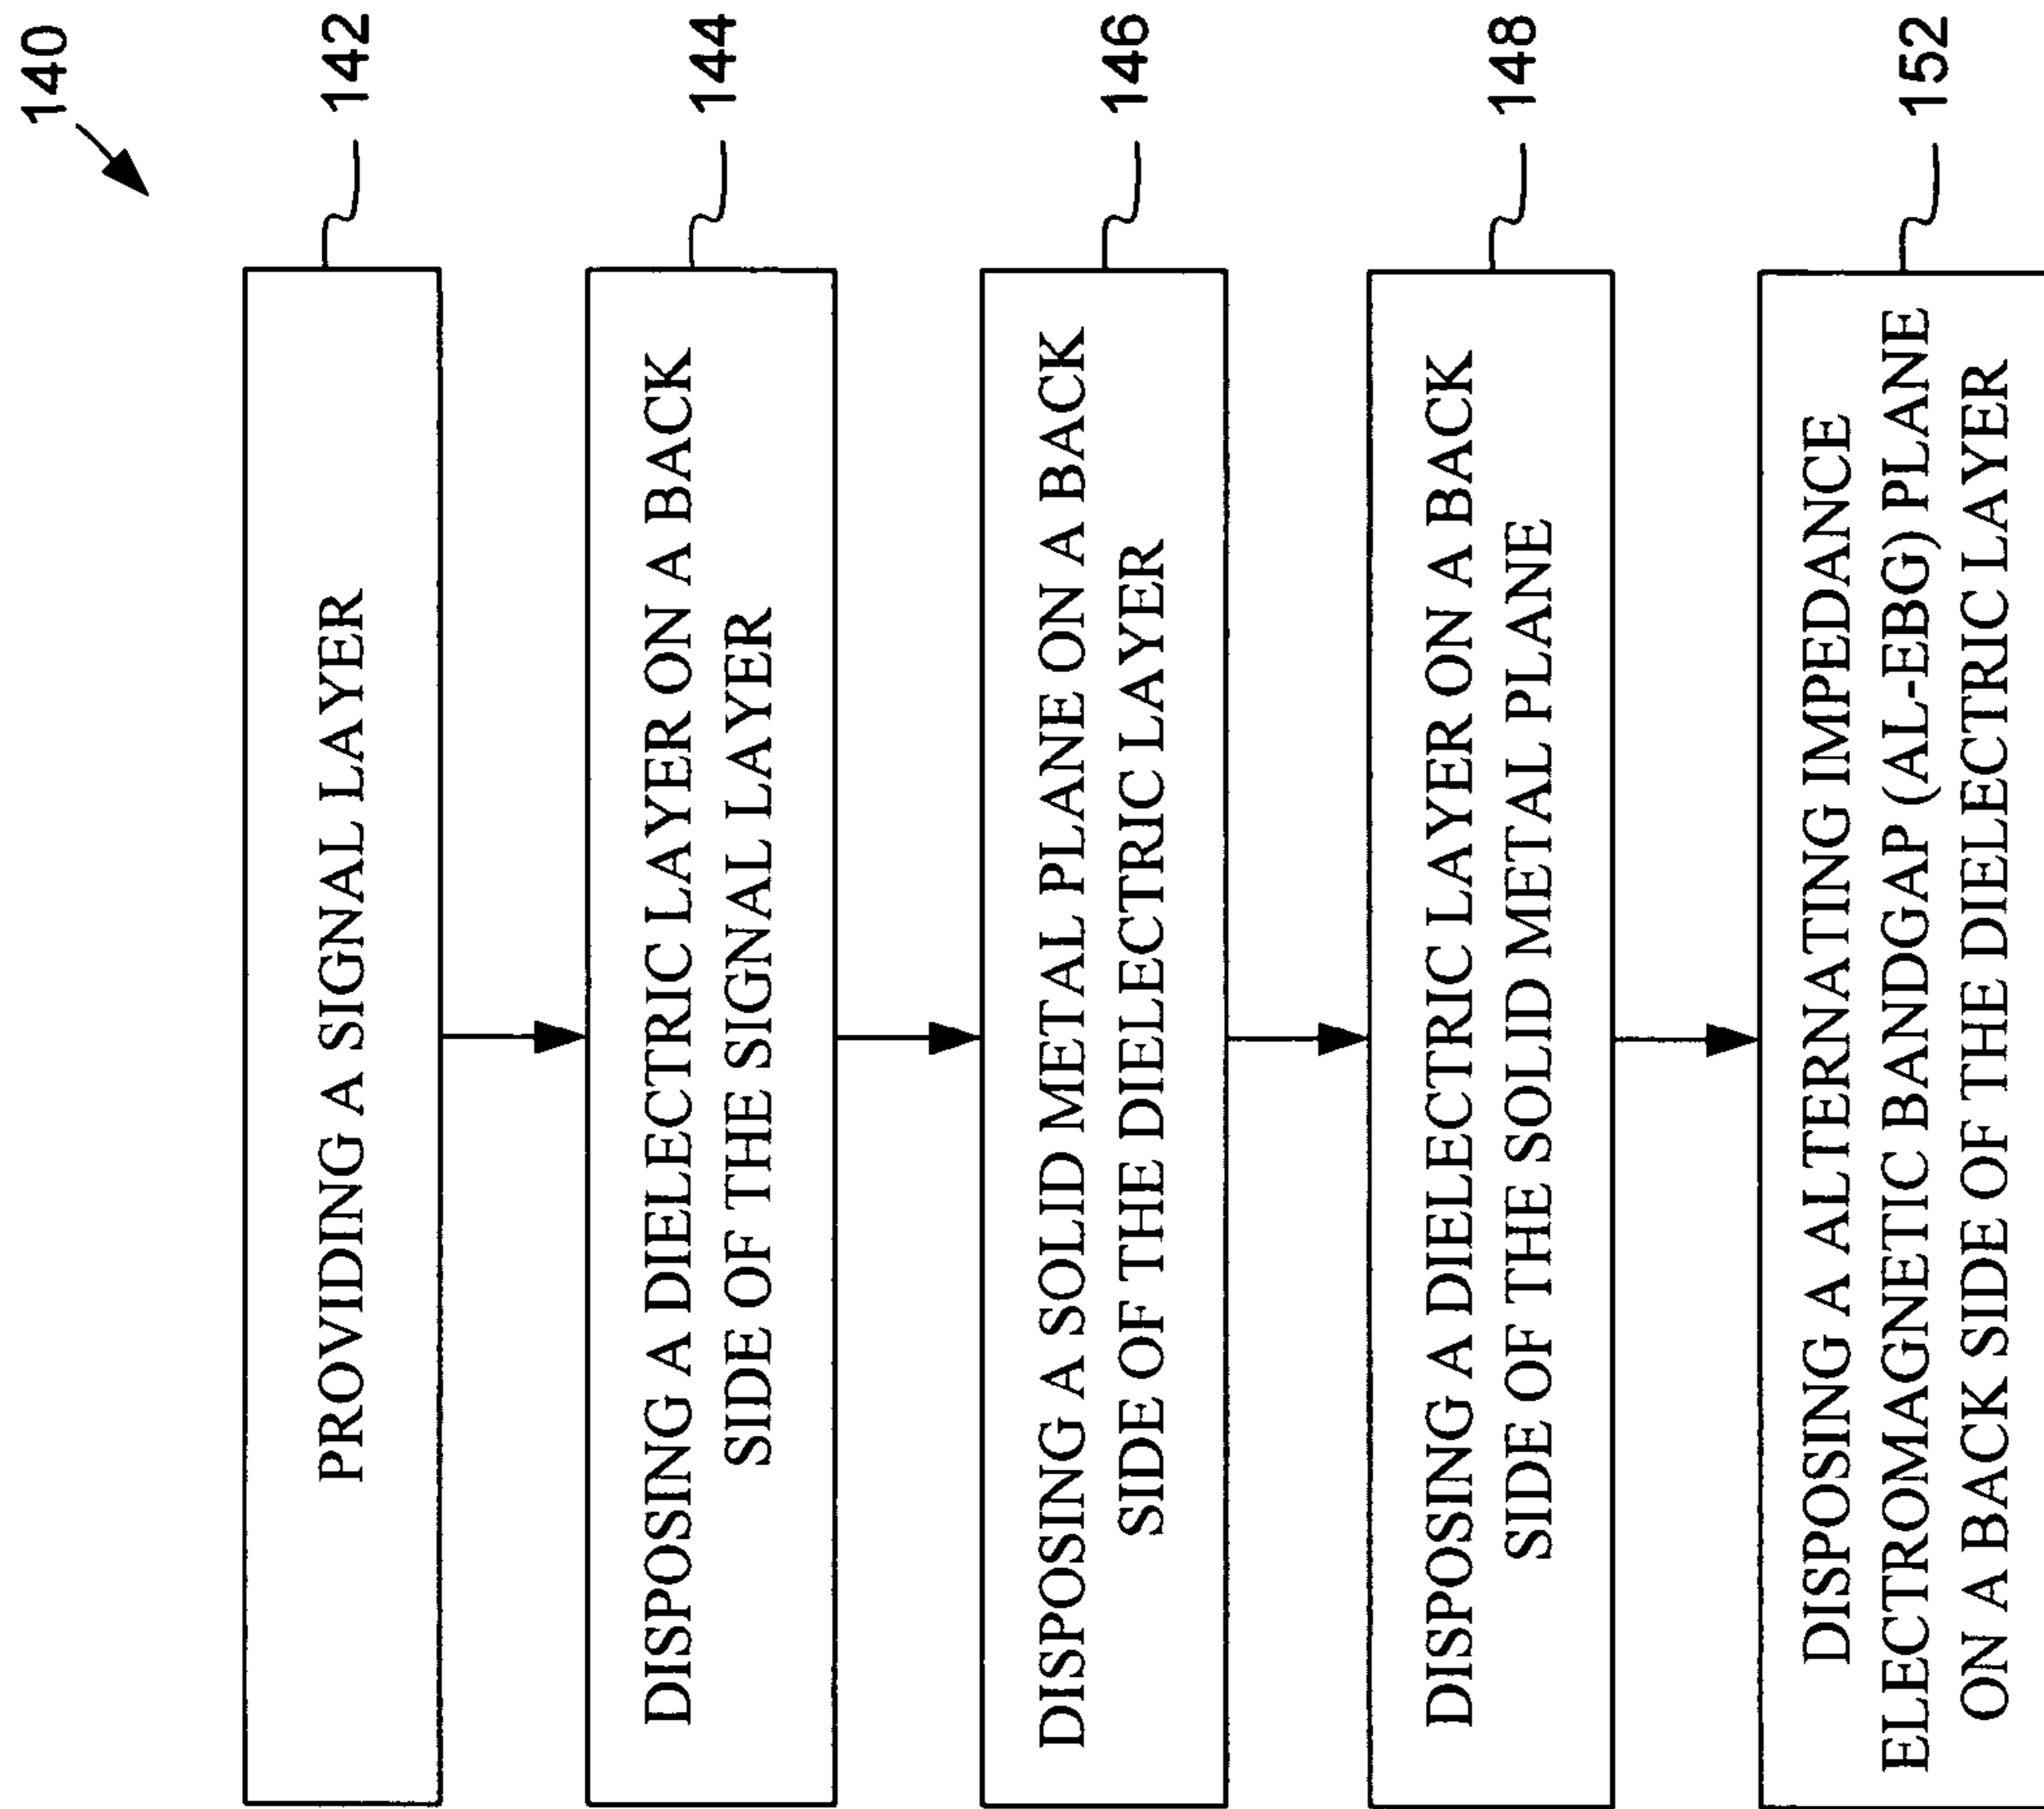 140
PROVIDING A SIGNAL LAYER
142
DISPOSING A DIELECTRIC LAYER ON A BACK
SIDE OF THE SIGNAL LAYER
144
DISPOSING A SOLID METAL PLANE ON A BACK
SIDE OF THE DIELECTRIC LAYER
146
DISPOSING A DIELECTRIC LAYER ON A BACK
SIDE OF THE SOLID METAL PLANE
148
DISPOSING A ALTERNATING IMPEDANCE
ELECTROMAGNETIC BANDGAP (AL-EBG) PLANE
ON A BACK SIDE OF THE DIELECTRIC LAYER
152